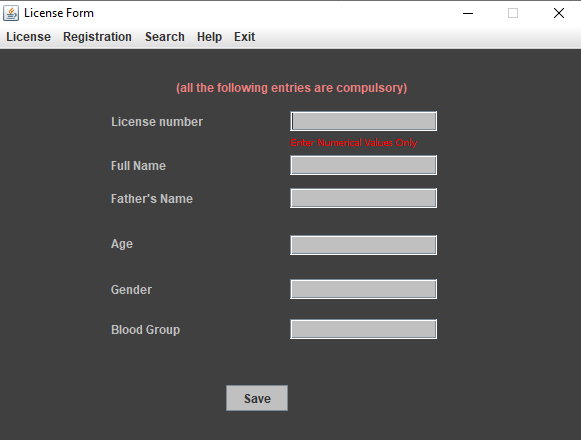 License Form
License Registration Search Help Exit
(all the following entries are compulsory)
License number
Enter Numerical Values Only
Full Name
Father's Name
Age
Gender
Blood Group
Save